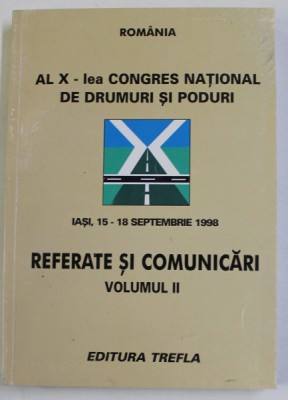 ROMÂNIA
AL X - lea CONGRES NAȚIONAL
DE DRUMURI ȘI PODURI
IAȘI, 15 - 18 SEPTEMBRIE 1998
REFERATE ȘI COMUNICĂRI
VOLUMUL II
EDITURA TREFLA